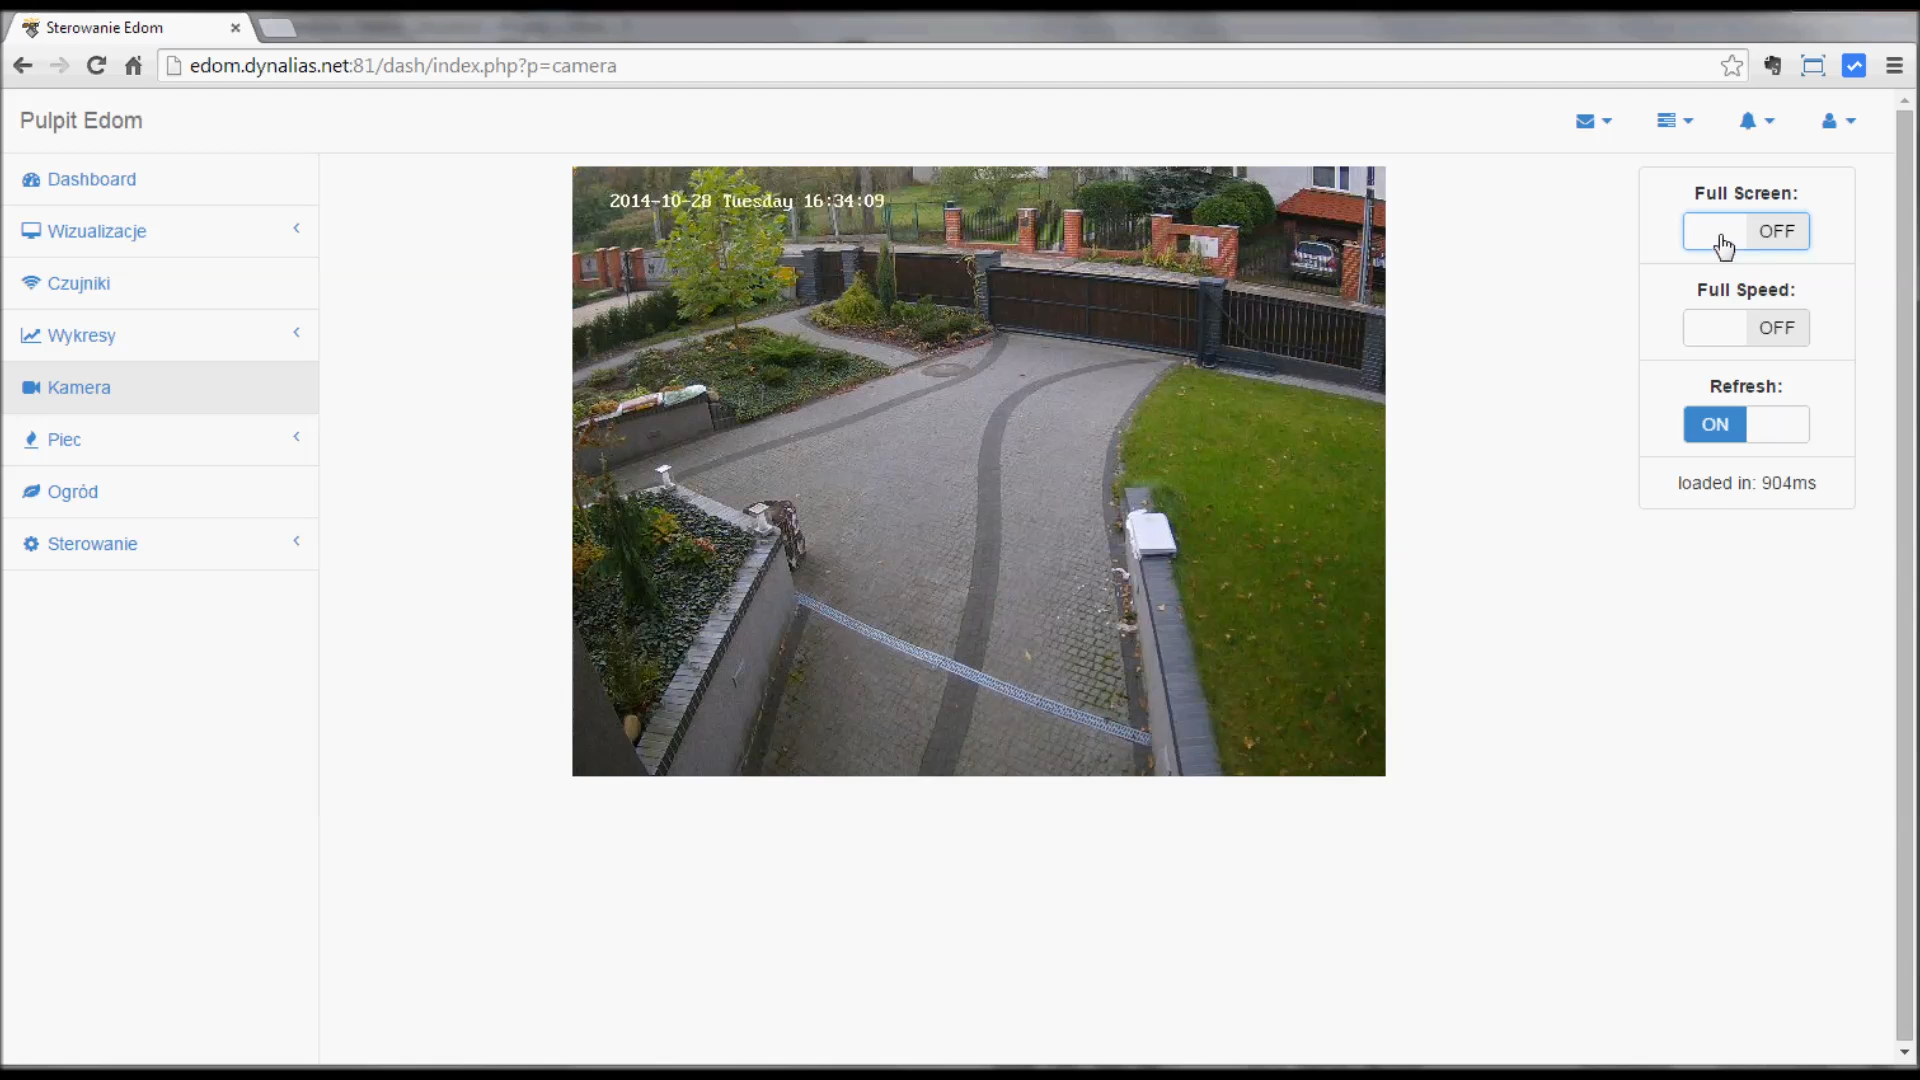 Sterowanie Edom
edom.dynalias.net:81/dash/index.php?p=camera
Pulpit Edom
Dashboard
Wizualizacje
Czujniki
Wykresy
Kamera
Piec
Ogród
Sterowanie
2014-10-28 Tuesday 16:34:09
Full Screen:
OFF
Full Speed:
OFF
Refresh:
ON
loaded in: 904ms